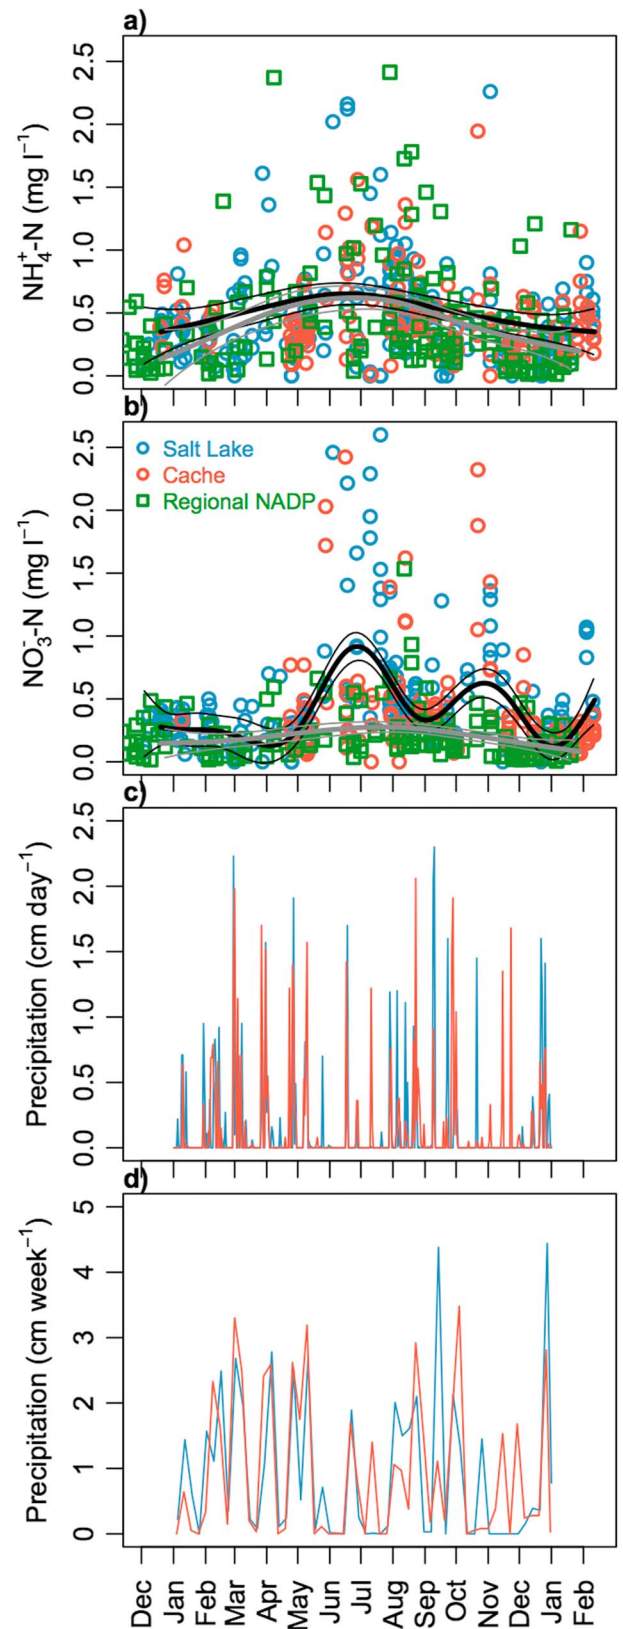 a)
NH₄⁺-N (mg l⁻¹)
2.5
2.0
1.5
1.0
0.5
0.0
b)
NO₃⁻-N (mg l⁻¹)
2.5
2.0
1.5
1.0
0.5
0.0
Salt Lake
Cache
Regional NADP
c)
Precipitation (cm day⁻¹)
2.5
2.0
1.5
1.0
0.5
0.0
d)
Precipitation (cm week⁻¹)
5
4
3
2
1
0
Dec Jan Feb Mar Apr May Jun Jul Aug Sep Oct Nov Dec Jan Feb